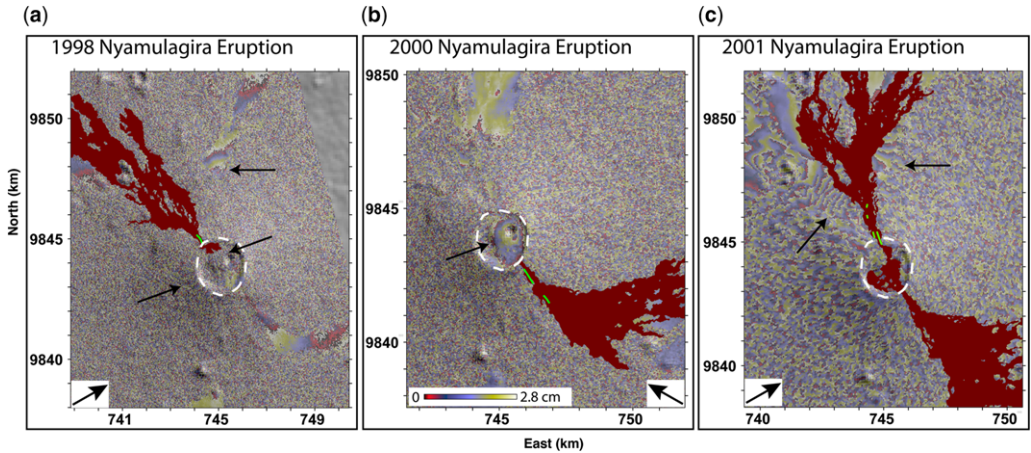 (a)
(b)
(c)
1998 Nyamulagira Eruption
2000 Nyamulagira Eruption
2001 Nyamulagira Eruption
North (km)
9850
9845
9840
741
745
749
9850
9845
9840
0
2.8 cm
745
750
9850
9845
9840
740
745
750
East (km)